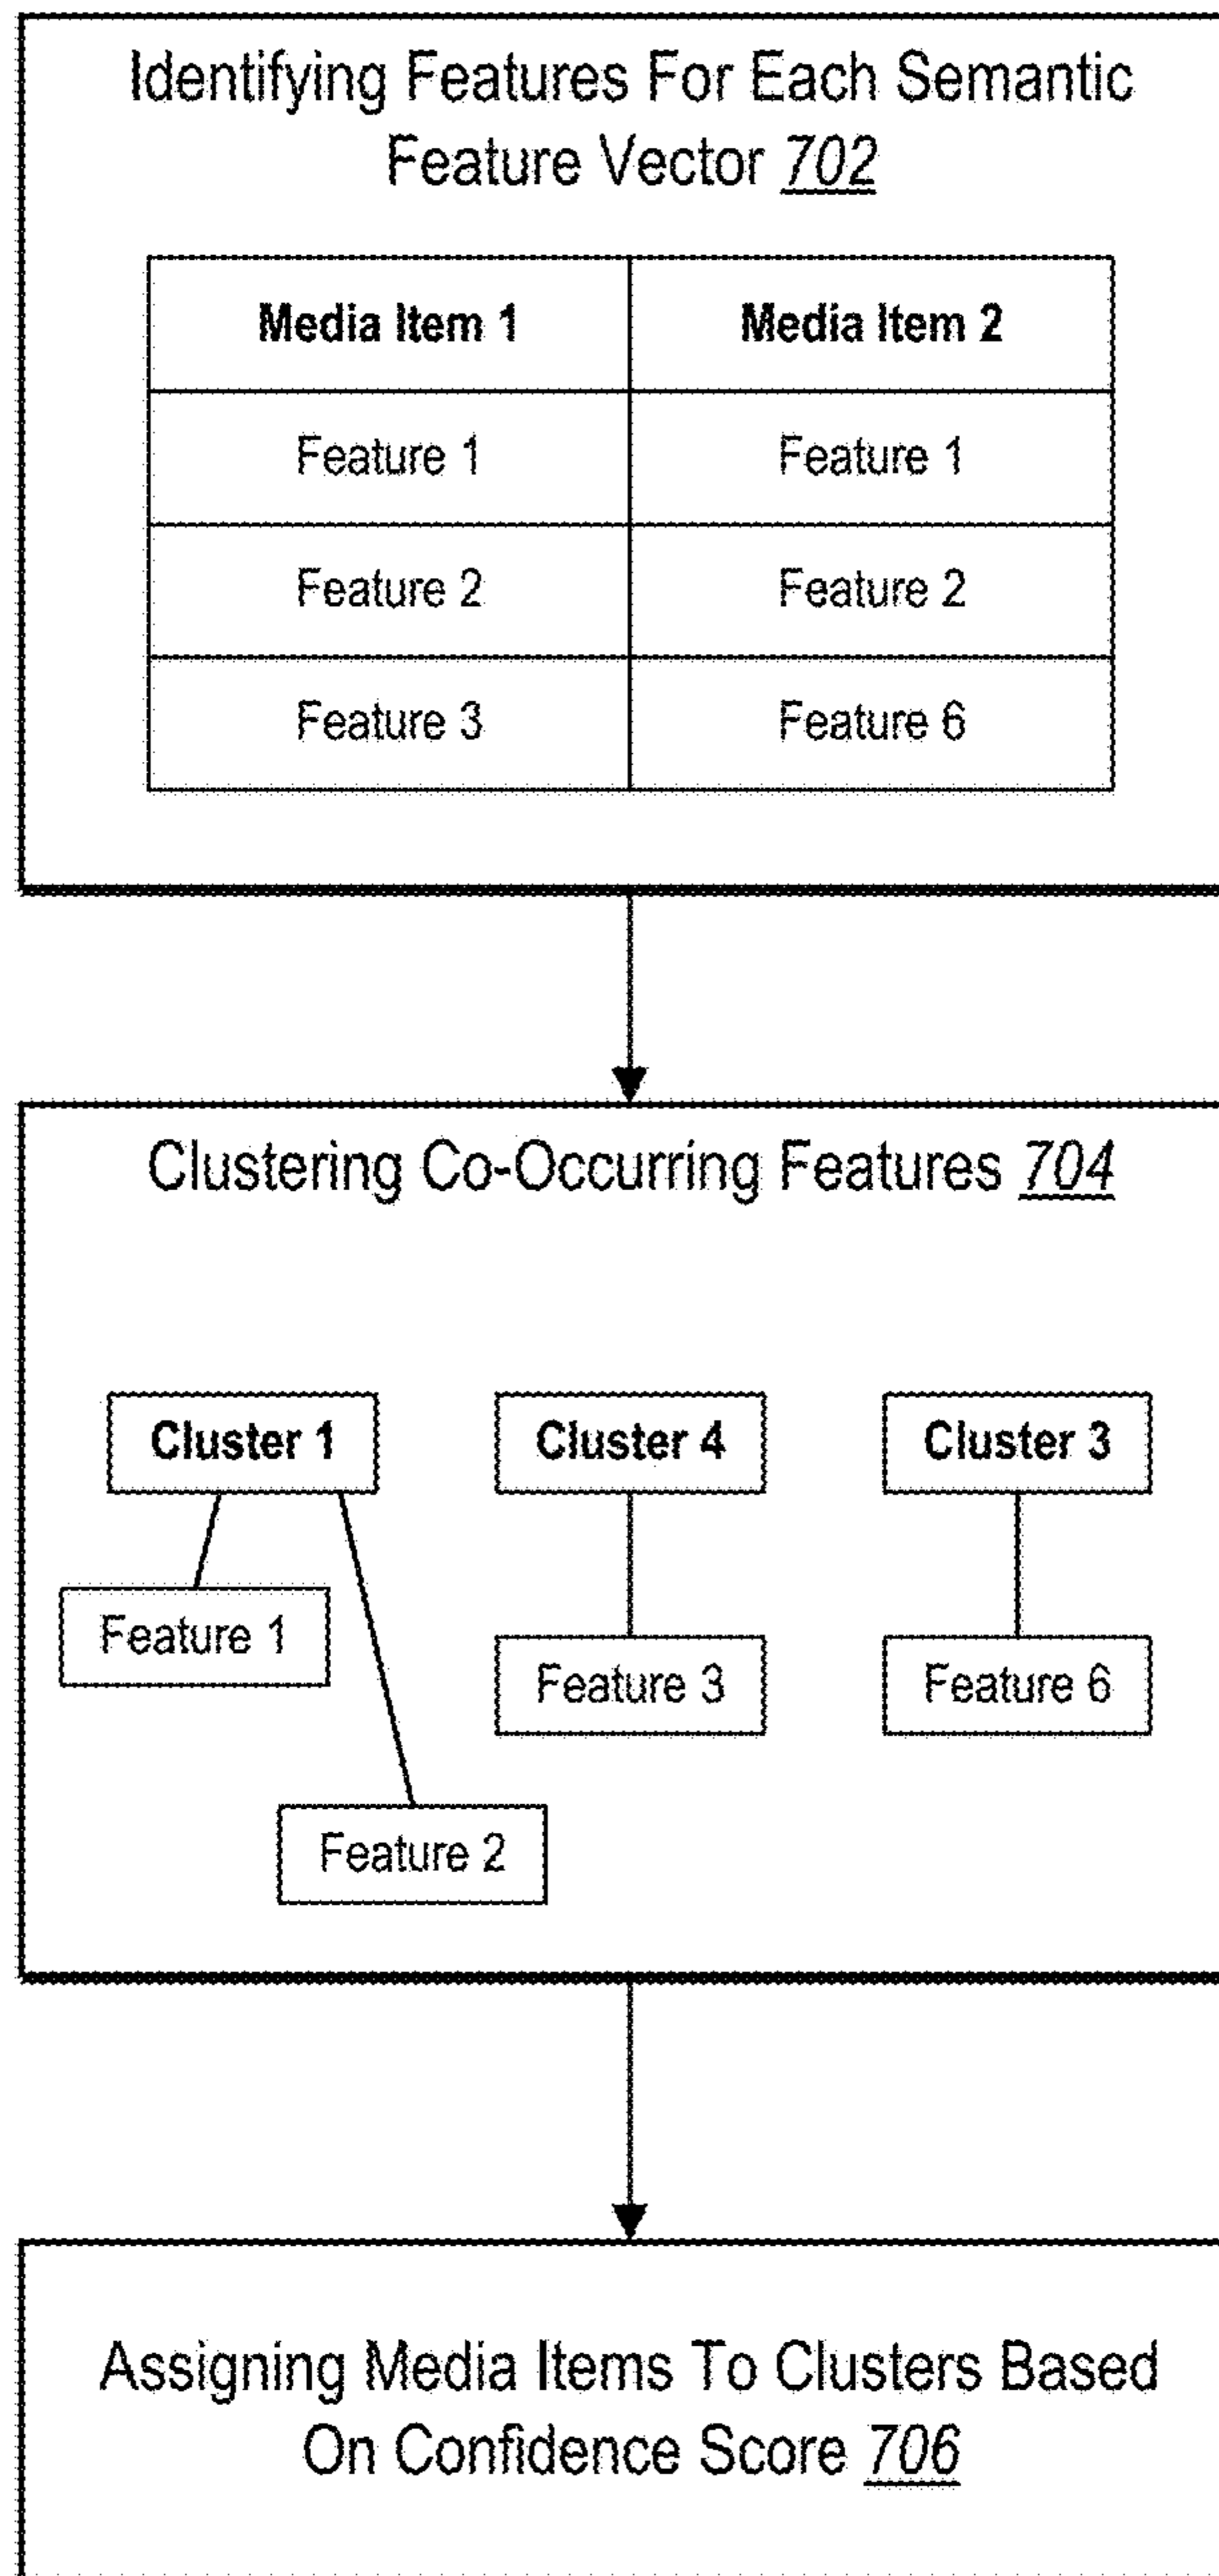 Identifying Features For Each Semantic
Feature Vector 702
Media Item 1 Media Item 2
Feature 1 Feature 1
Feature 2 Feature 2
Feature 3 Feature 6
Clustering Co-Occurring Features 704
Cluster 1 Cluster 4 Cluster 3
Feature 1
Feature 3 Feature 6
Feature 2
Assigning Media Items To Clusters Based
On Confidence Score 706